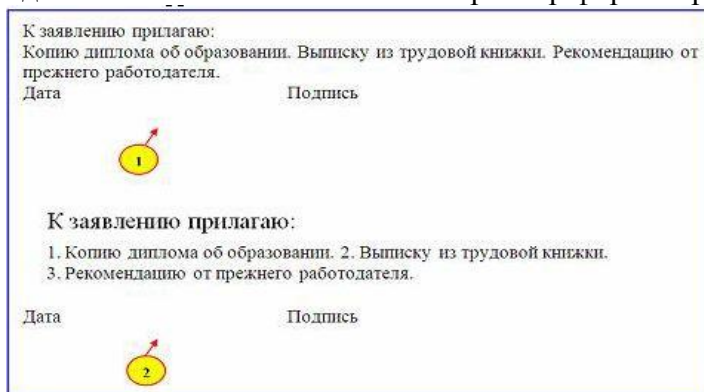 К заявлению прилагаю:
Копию диплома об образовании. Выписку из трудовой книжки. Рекомендацию от
прежнего работодателя.
Дата Подпись
1
К заявлению прилагаю:
1. Копию диплома об образовании. 2. Выписку из трудовой книжки.
3. Рекомендацию от прежнего работодателя.
Дата Подпись
2